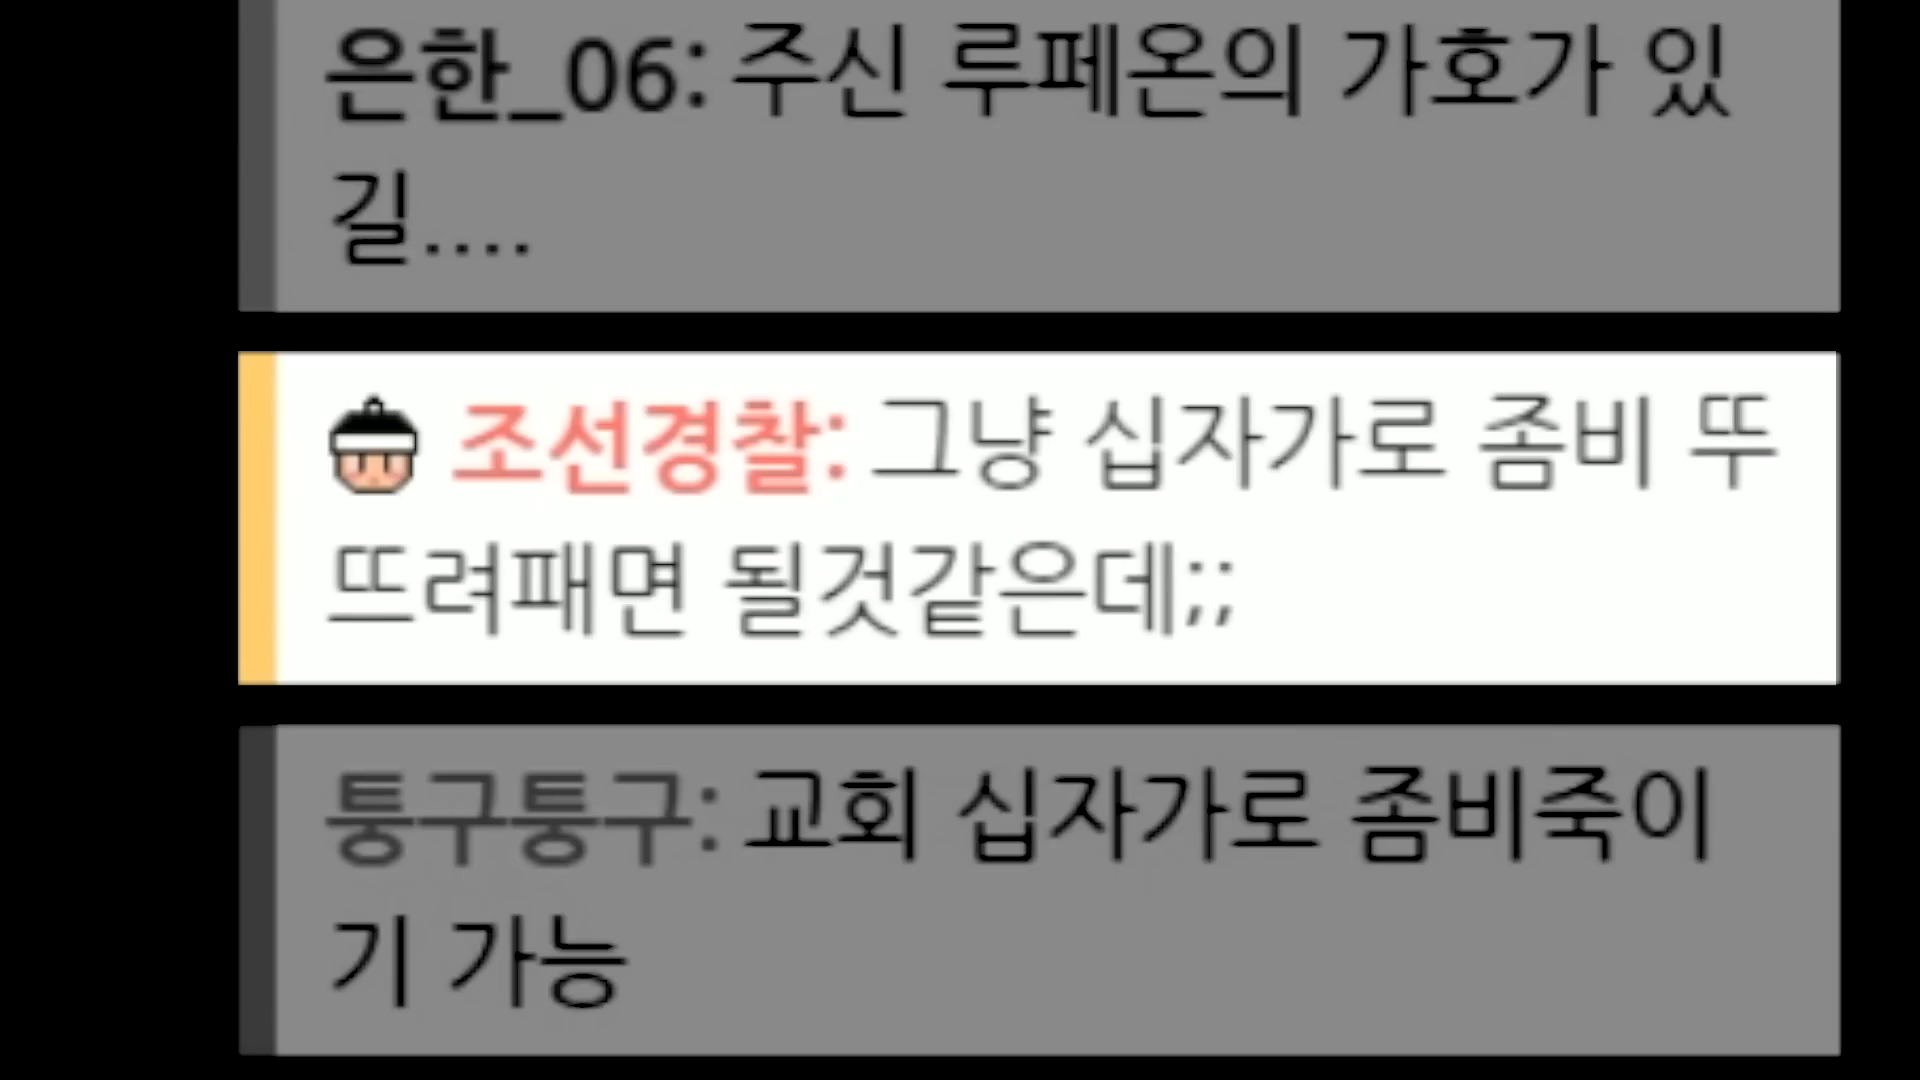 은한_06: 주신 루페온의 가호가 있
길....
조선경찰: 그냥 십자가로 좀비 뚜
뜨려패면 될것같은데;;
퉁구퉁구: 교회 십자가로 좀비죽이
기 가능